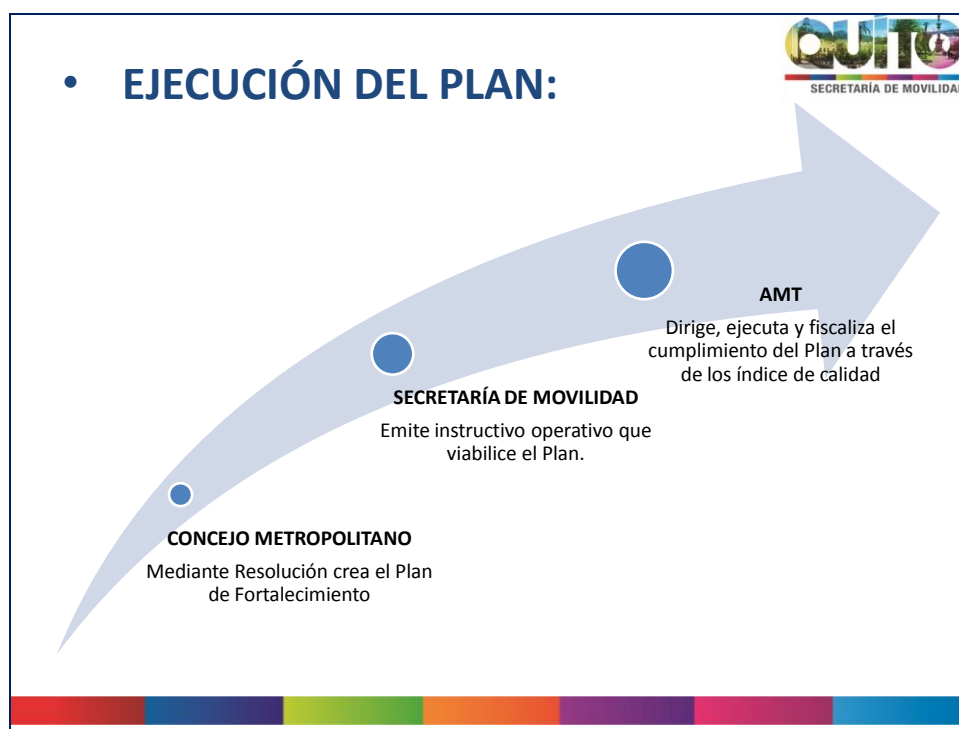 QUITO
SECRETARÍA DE MOVILIDAD
• EJECUCIÓN DEL PLAN:
AMT
Dirige, ejecuta y fiscaliza el
cumplimiento del Plan a través
de los índice de calidad
SECRETARÍA DE MOVILIDAD
Emite instructivo operativo que
viabilice el Plan.
CONCEJO METROPOLITANO
Mediante Resolución crea el Plan
de Fortalecimiento